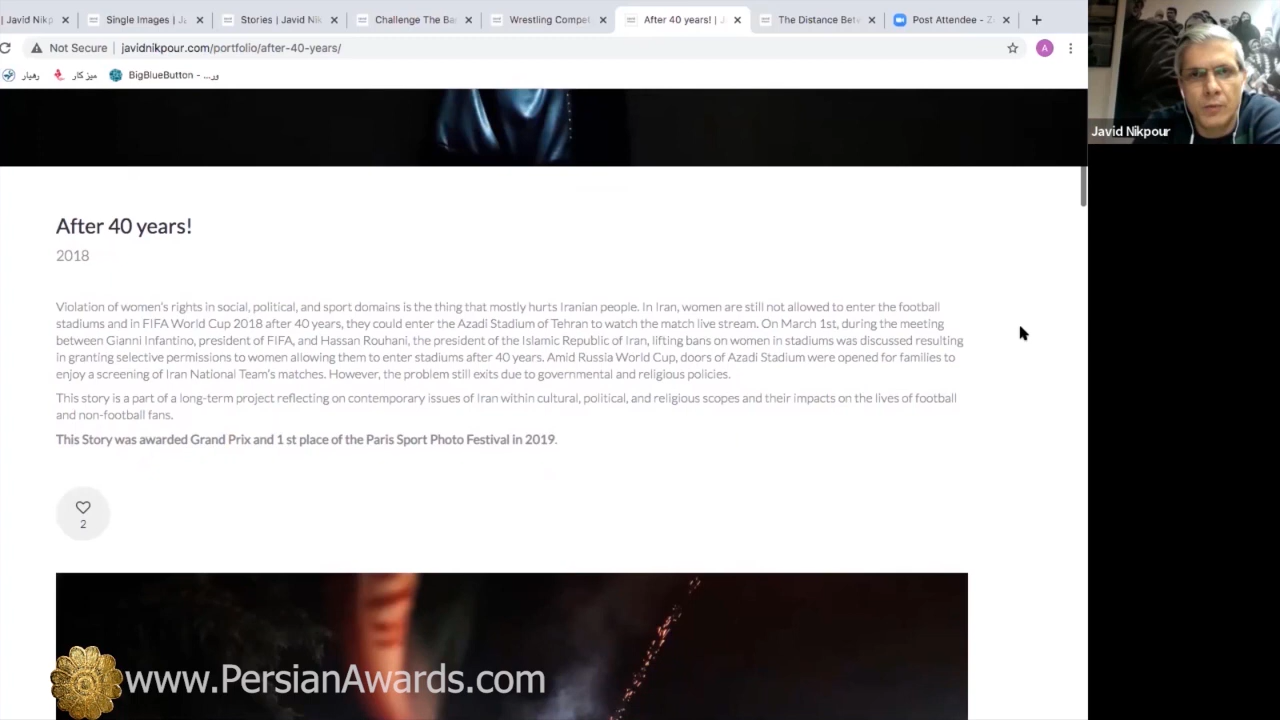 Javid Nik
Single Images | Ja
Stories | Javid Nik
Challenge The Ba
Wrestling Compet
After 40 years! | J
The Distance Bet
Post Attendee - Z
Not Secure
javidnikpour.com/portfolio/after-40-years/
A
رهیار
میز کار
BigBlueButton - ...ور
Javid Nikpour
After 40 years!
2018
Violation of women's rights in social, political, and sport domains is the thing that mostly hurts Iranian people. In Iran, women are still not allowed to enter the football
stadiums and in FIFA World Cup 2018 after 40 years, they could enter the Azadi Stadium of Tehran to watch the match live stream. On March 1st, during the meeting
between Gianni Infantino, president of FIFA, and Hassan Rouhani, the president of the Islamic Republic of Iran, lifting bans on women in stadiums was discussed resulting
in granting selective permissions to women allowing them to enter stadiums after 40 years. Amid Russia World Cup, doors of Azadi Stadium were opened for families to
enjoy a screening of Iran National Team's matches. However, the problem still exits due to governmental and religious policies.
This story is a part of a long-term project reflecting on contemporary issues of Iran within cultural, political, and religious scopes and their impacts on the lives of football
and non-football fans.
This Story was awarded Grand Prix and 1 st place of the Paris Sport Photo Festival in 2019.
2
www.PersianAwards.com